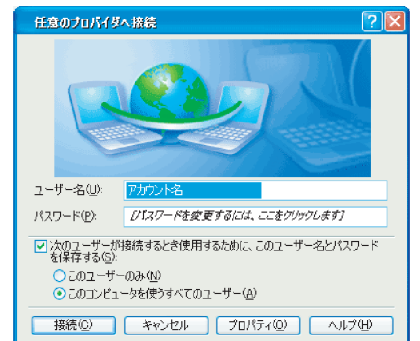 任意のプロバイダへ接続
ユーザー名(U):
アカウント名
パスワード(P):
[パスワードを変更するには、ここをクリックします]
次のユーザーが接続するとき使用するために、このユーザー名とパスワード
を保存する(S):
このユーザーのみ(N)
このコンピュータを使うすべてのユーザー(A)
接続(C) キャンセル プロパティ(O) ヘルプ(H)